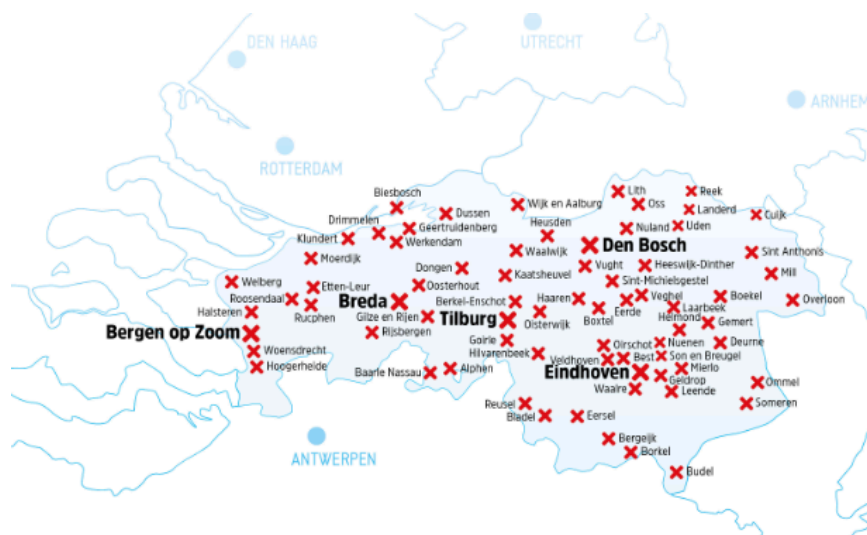 DEN HAAG
UTRECHT
ARNHEM
ROTTERDAM
Biesbosch
Lith
Reek
Wijk en Aalburg
Oss
Landerd
Dussen
Cuijk
Drimmelen
Geertruidenberg
Heusden
Nuland
Uden
Klundert
Werkendam
Den Bosch
Moerdijk
Waalwijk
Sint Anthonis
Dongen
Kaatsheuvel
Vught
Heeswijk-Dinther
Mill
Welberg
Etten-Leur
Oosterhout
Sint-Michielsgestel
Roosendaal
Breda
Berkel-Enschot
Haaren
Veghel
Boekel
Overloon
Halsteren
Rucphen
Gilze en Rijen
Tilburg
Oisterwijk
Boxtel
Eerde
Laarbeek
Helmond
Gemert
Bergen op Zoom
Rijsbergen
Goirle
Oirschot
Nuenen
Deurne
Woensdrecht
Hilvarenbeek
Veldhoven
Best
Son en Breugel
Hoogerheide
Baarle Nassau
Alphen
Eindhoven
Mierlo
Geldrop
Ommel
Waalre
Leende
Reusel
Someren
Bladel
Eersel
ANTWERPEN
Bergeijk
Borkel
Budel